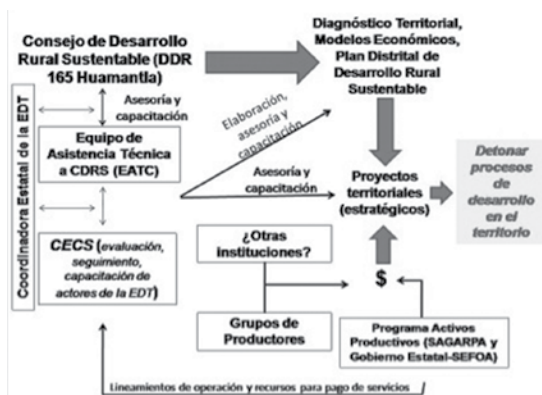 Consejo de Desarrollo
Rural Sustentable (DDR
165 Huamantla)
Diagnóstico Territorial,
Modelos Económicos,
Plan Distrital de
Desarrollo Rural
Sustentable
Coordinadora Estatal de la EDT
Asesoría y
capacitación
Elaboración,
asesoría y
capacitación
Equipo de
Asistencia Técnica
a CDRS (EATC)
Asesoría y
capacitación
Proyectos
territoriales
(estratégicos)
Detonar
procesos de
desarrollo
en el
territorio
CECS (evaluación,
seguimiento,
capacitación de
actores de la EDT)
¿Otras
instituciones?
$
Grupos de
Productores
Programa Activos
Productivos (SAGARPA y
Gobierno Estatal-SEFOA)
Lineamientos de operación y recursos para pago de servicios